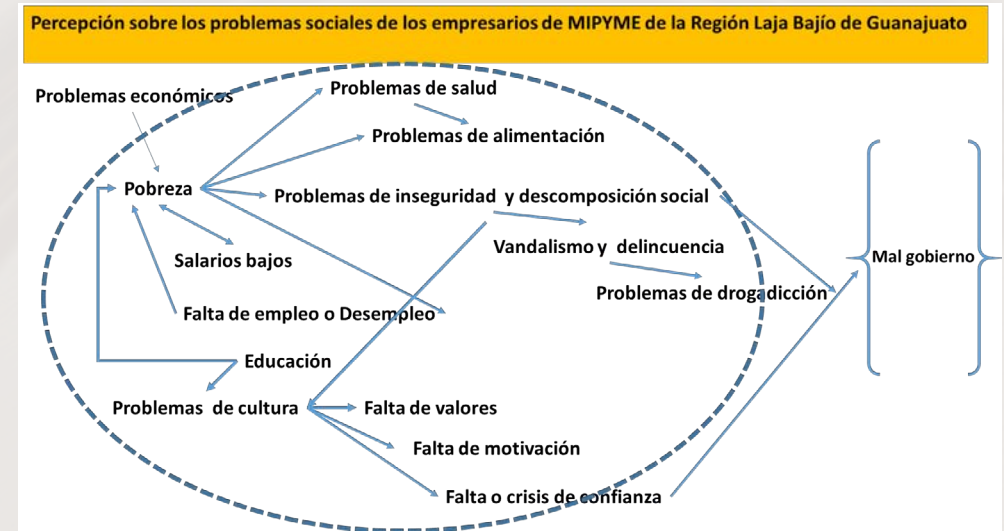 Percepción sobre los problemas sociales de los empresarios de MIPYME de la Región Laja Bajío de Guanajuato
Problemas económicos
Problemas de salud
Problemas de alimentación
Pobreza
Problemas de inseguridad y descomposición social
Vandalismo y delincuencia
Mal gobierno
Salarios bajos
Problemas de drogadicción
Falta de empleo o Desempleo
Educación
Problemas de cultura
Falta de valores
Falta de motivación
Falta o crisis de confianza